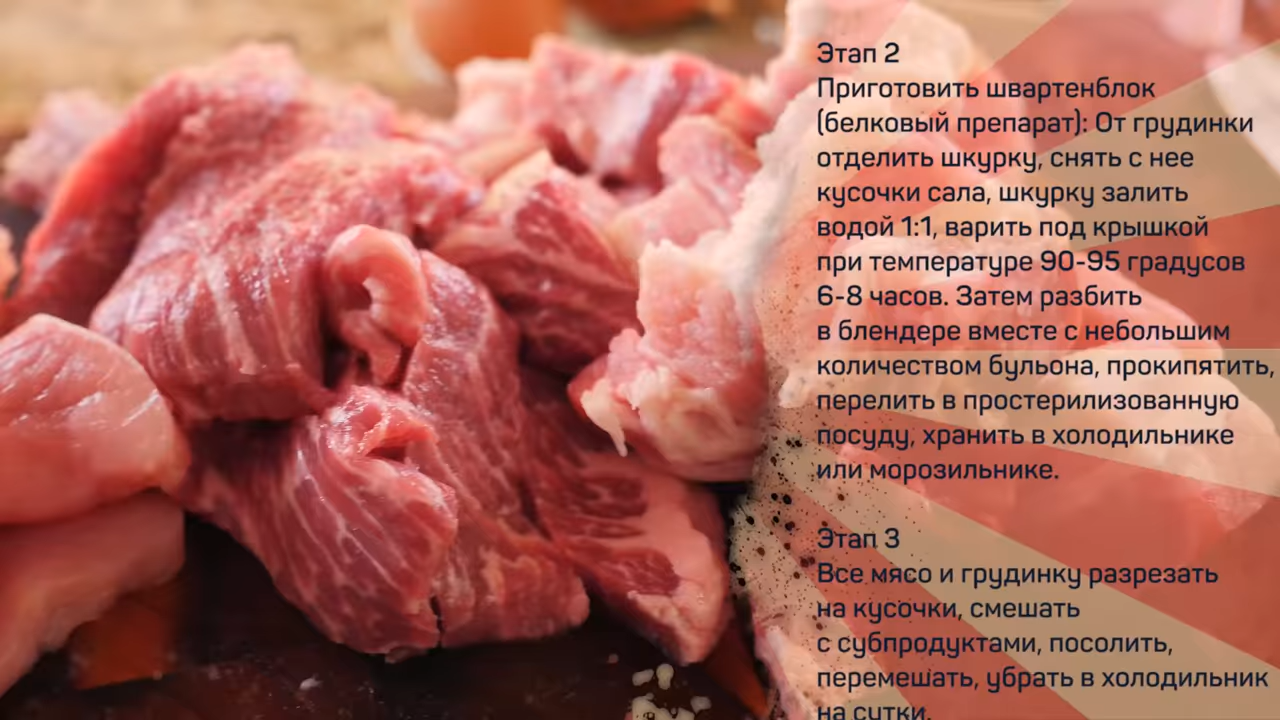 Этап 2
Приготовить швартенблок
(белковый препарат): От грудинки
отделить шкурку, снять с нее
кусочки сала, шкурку залить
водой 1:1, варить под крышкой
при температуре 90-95 градусов
6-8 часов. Затем разбить
в блендере вместе с небольшим
количеством бульона, прокипятить,
перелить в простерилизованную
посуду, хранить в холодильнике
или морозильнике.
Этап 3
Все мясо и грудинку разрезать
на кусочки, смешать
с субпродуктами, посолить,
перемешать, убрать в холодильник
на сутки.